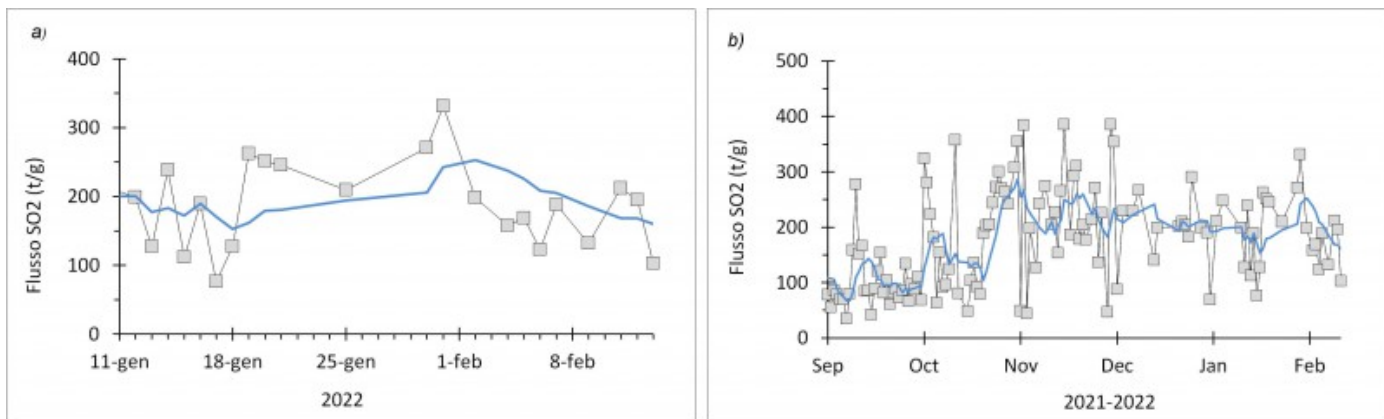 a)
400
300
200
100
0
Flusso SO2 (t/g)
11-gen 18-gen 25-gen 1-feb 8-feb
2022
b)
500
400
300
200
100
0
Flusso SO2 (t/g)
Sep Oct Nov Dec Jan Feb
2021-2022